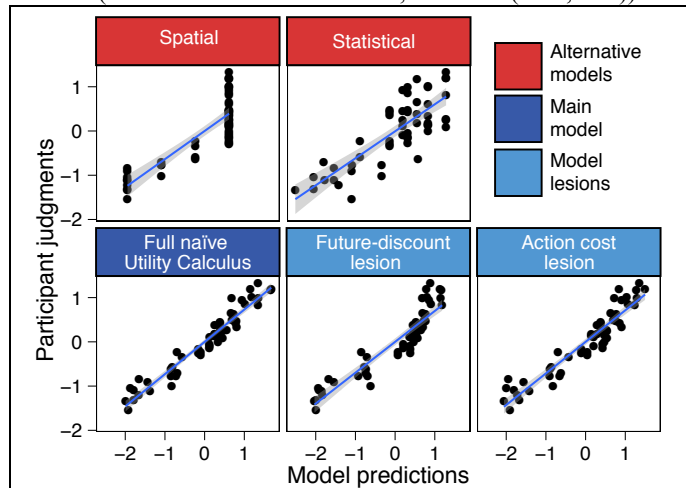 Spatial
Statistical
Alternative
models
Main
model
Model
lesions
1
0
−1
−2
Full naïve
Utility Calculus
Future-discount
lesion
Action cost
lesion
1
0
−1
−2
−2 −1 0 1
−2 −1 0 1
−2 −1 0 1
Participant judgments
Model predictions